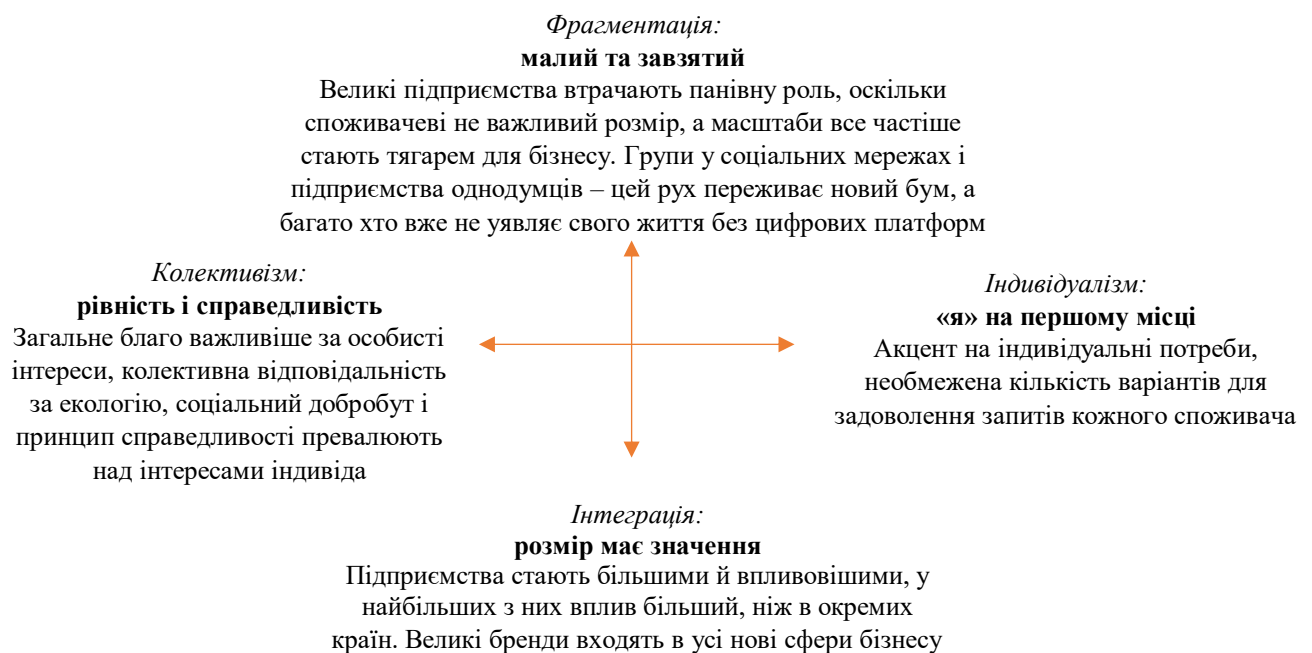 Фрагментація:
малий та завзятий
Великі підприємства втрачають панівну роль, оскільки
споживачеві не важливий розмір, а масштаби все частіше
стають тягарем для бізнесу. Групи у соціальних мережах і
підприємства однодумців – цей рух переживає новий бум, а
багато хто вже не уявляє свого життя без цифрових платформ
Колективізм:
рівність і справедливість
Загальне благо важливіше за особисті
інтереси, колективна відповідальність
за екологію, соціальний добробут і
принцип справедливості превалюють
над інтересами індивіда
Індивідуалізм:
«я» на першому місці
Акцент на індивідуальні потреби,
необмежена кількість варіантів для
задоволення запитів кожного споживача
Інтеграція:
розмір має значення
Підприємства стають більшими й впливовішими, у
найбільших з них вплив більший, ніж в окремих
країн. Великі бренди входять в усі нові сфери бізнесу